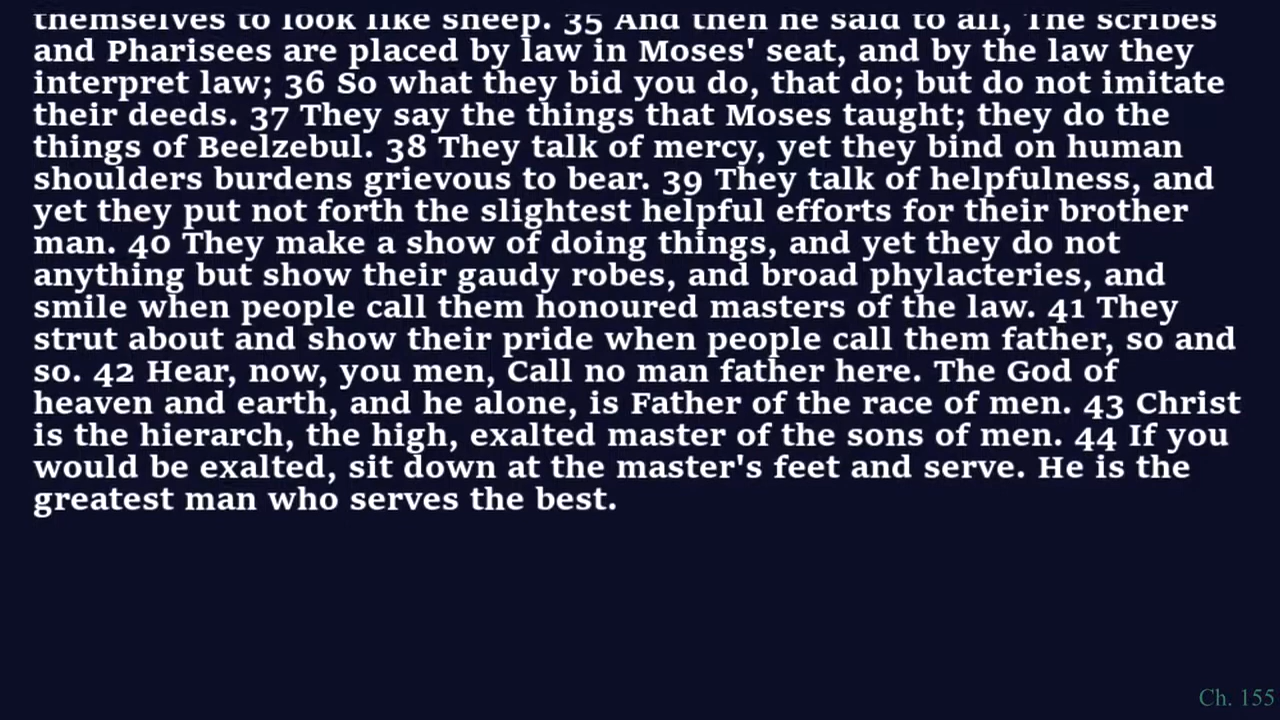 themselves to look like sheep. 35 And then he said to all, The scribes
and Pharisees are placed by law in Moses' seat, and by the law they
interpret law; 36 So what they bid you do, that do; but do not imitate
their deeds. 37 They say the things that Moses taught; they do the
things of Beelzebul. 38 They talk of mercy, yet they bind on human
shoulders burdens grievous to bear. 39 They talk of helpfulness, and
yet they put not forth the slightest helpful efforts for their brother
man. 40 They make a show of doing things, and yet they do not
anything but show their gaudy robes, and broad phylacteries, and
smile when people call them honoured masters of the law. 41 They
strut about and show their pride when people call them father, so and
so. 42 Hear, now, you men, Call no man father here. The God of
heaven and earth, and he alone, is Father of the race of men. 43 Christ
is the hierarch, the high, exalted master of the sons of men. 44 If you
would be exalted, sit down at the master's feet and serve. He is the
greatest man who serves the best.
Ch. 155